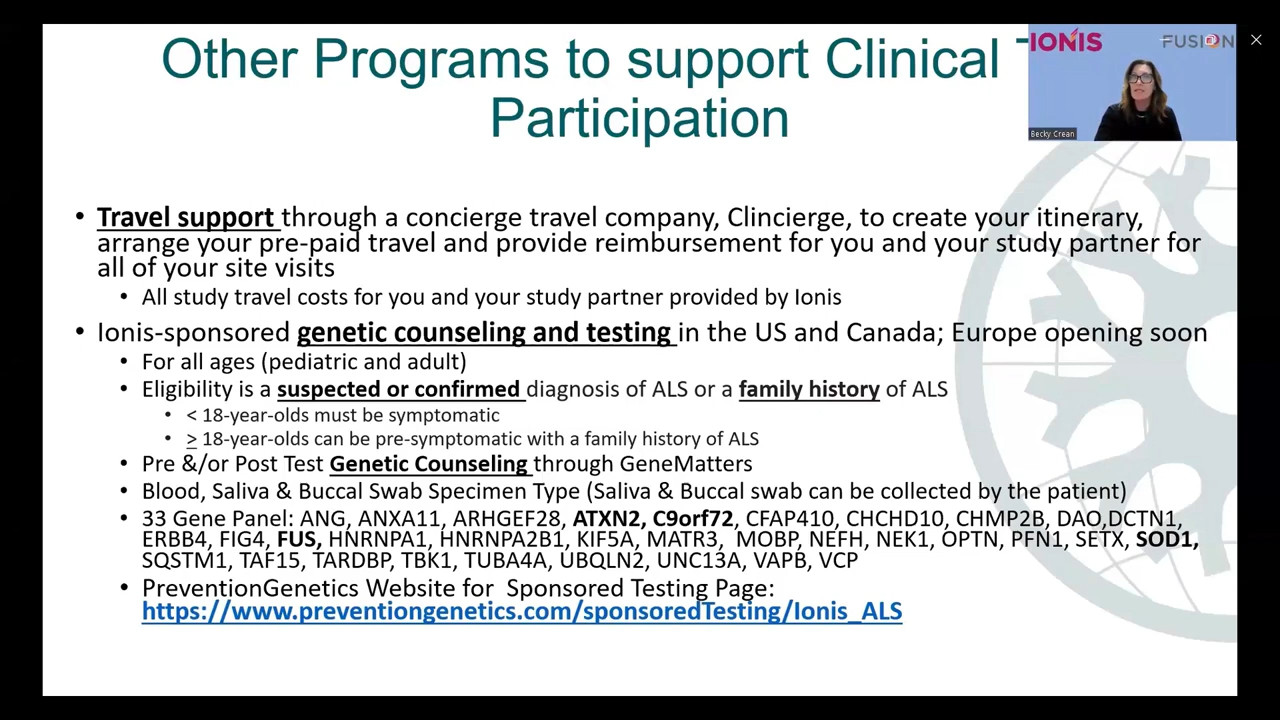 Other Programs to support Clinical
Participation
IONIS
FUSION
Becky Crean
• Travel support through a concierge travel company, Clincierge, to create your itinerary,
arrange your pre-paid travel and provide reimbursement for you and your study partner for
all of your site visits
• All study travel costs for you and your study partner provided by Ionis
• Ionis-sponsored genetic counseling and testing in the US and Canada; Europe opening soon
• For all ages (pediatric and adult)
• Eligibility is a suspected or confirmed diagnosis of ALS or a family history of ALS
• < 18-year-olds must be symptomatic
• ≥ 18-year-olds can be pre-symptomatic with a family history of ALS
• Pre &/or Post Test Genetic Counseling through GeneMatters
• Blood, Saliva & Buccal Swab Specimen Type (Saliva & Buccal swab can be collected by the patient)
• 33 Gene Panel: ANG, ANXA11, ARHGEF28, ATXN2, C9orf72, CFAP410, CHCHD10, CHMP2B, DAO,DCTN1,
ERBB4, FIG4, FUS, HNRNPA1, HNRNPA2B1, KIF5A, MATR3, MOBP, NEFH, NEK1, OPTN, PFN1, SETX, SOD1,
SQSTM1, TAF15, TARDBP, TBK1, TUBA4A, UBQLN2, UNC13A, VAPB, VCP
• PreventionGenetics Website for Sponsored Testing Page:
https://www.preventiongenetics.com/sponsoredTesting/Ionis_ALS